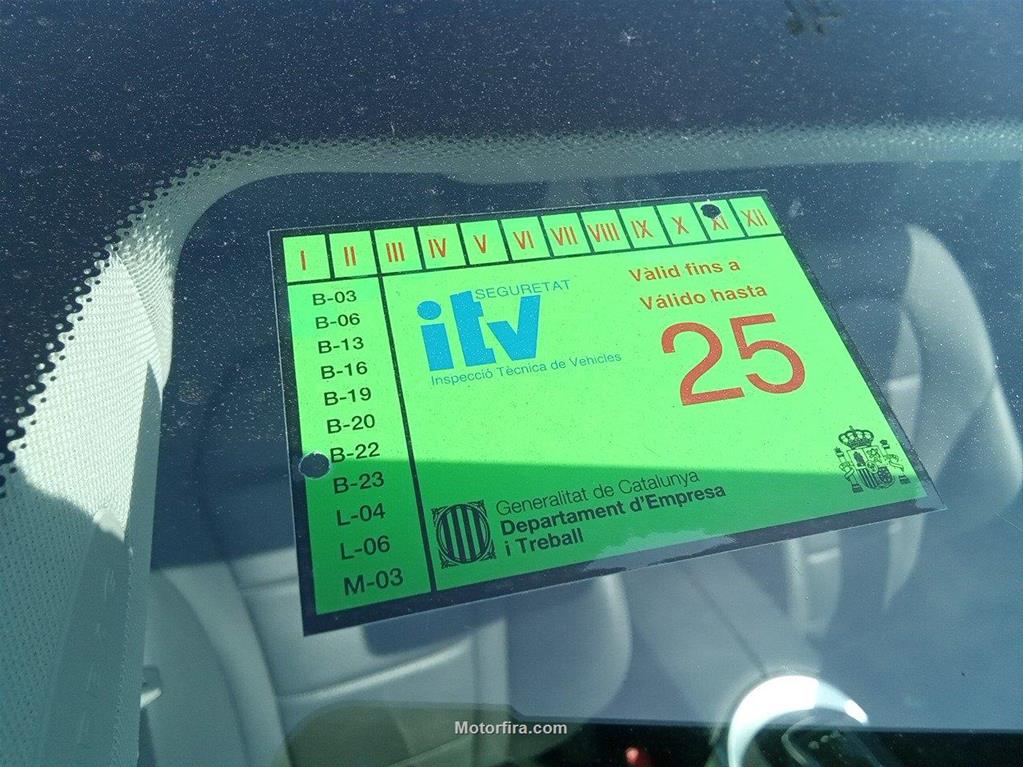 I II III IV V VI VII VIII IX X XI XII
B-03
B-06
B-13
B-16
B-19
B-20
B-22
B-23
L-04
L-06
M-03
SEGURETAT
itv
Inspecció Tècnica de Vehicles
Vàlid fins a
Válido hasta
25
Generalitat de Catalunya
Departament d'Empresa
i Treball
Motorfira.com